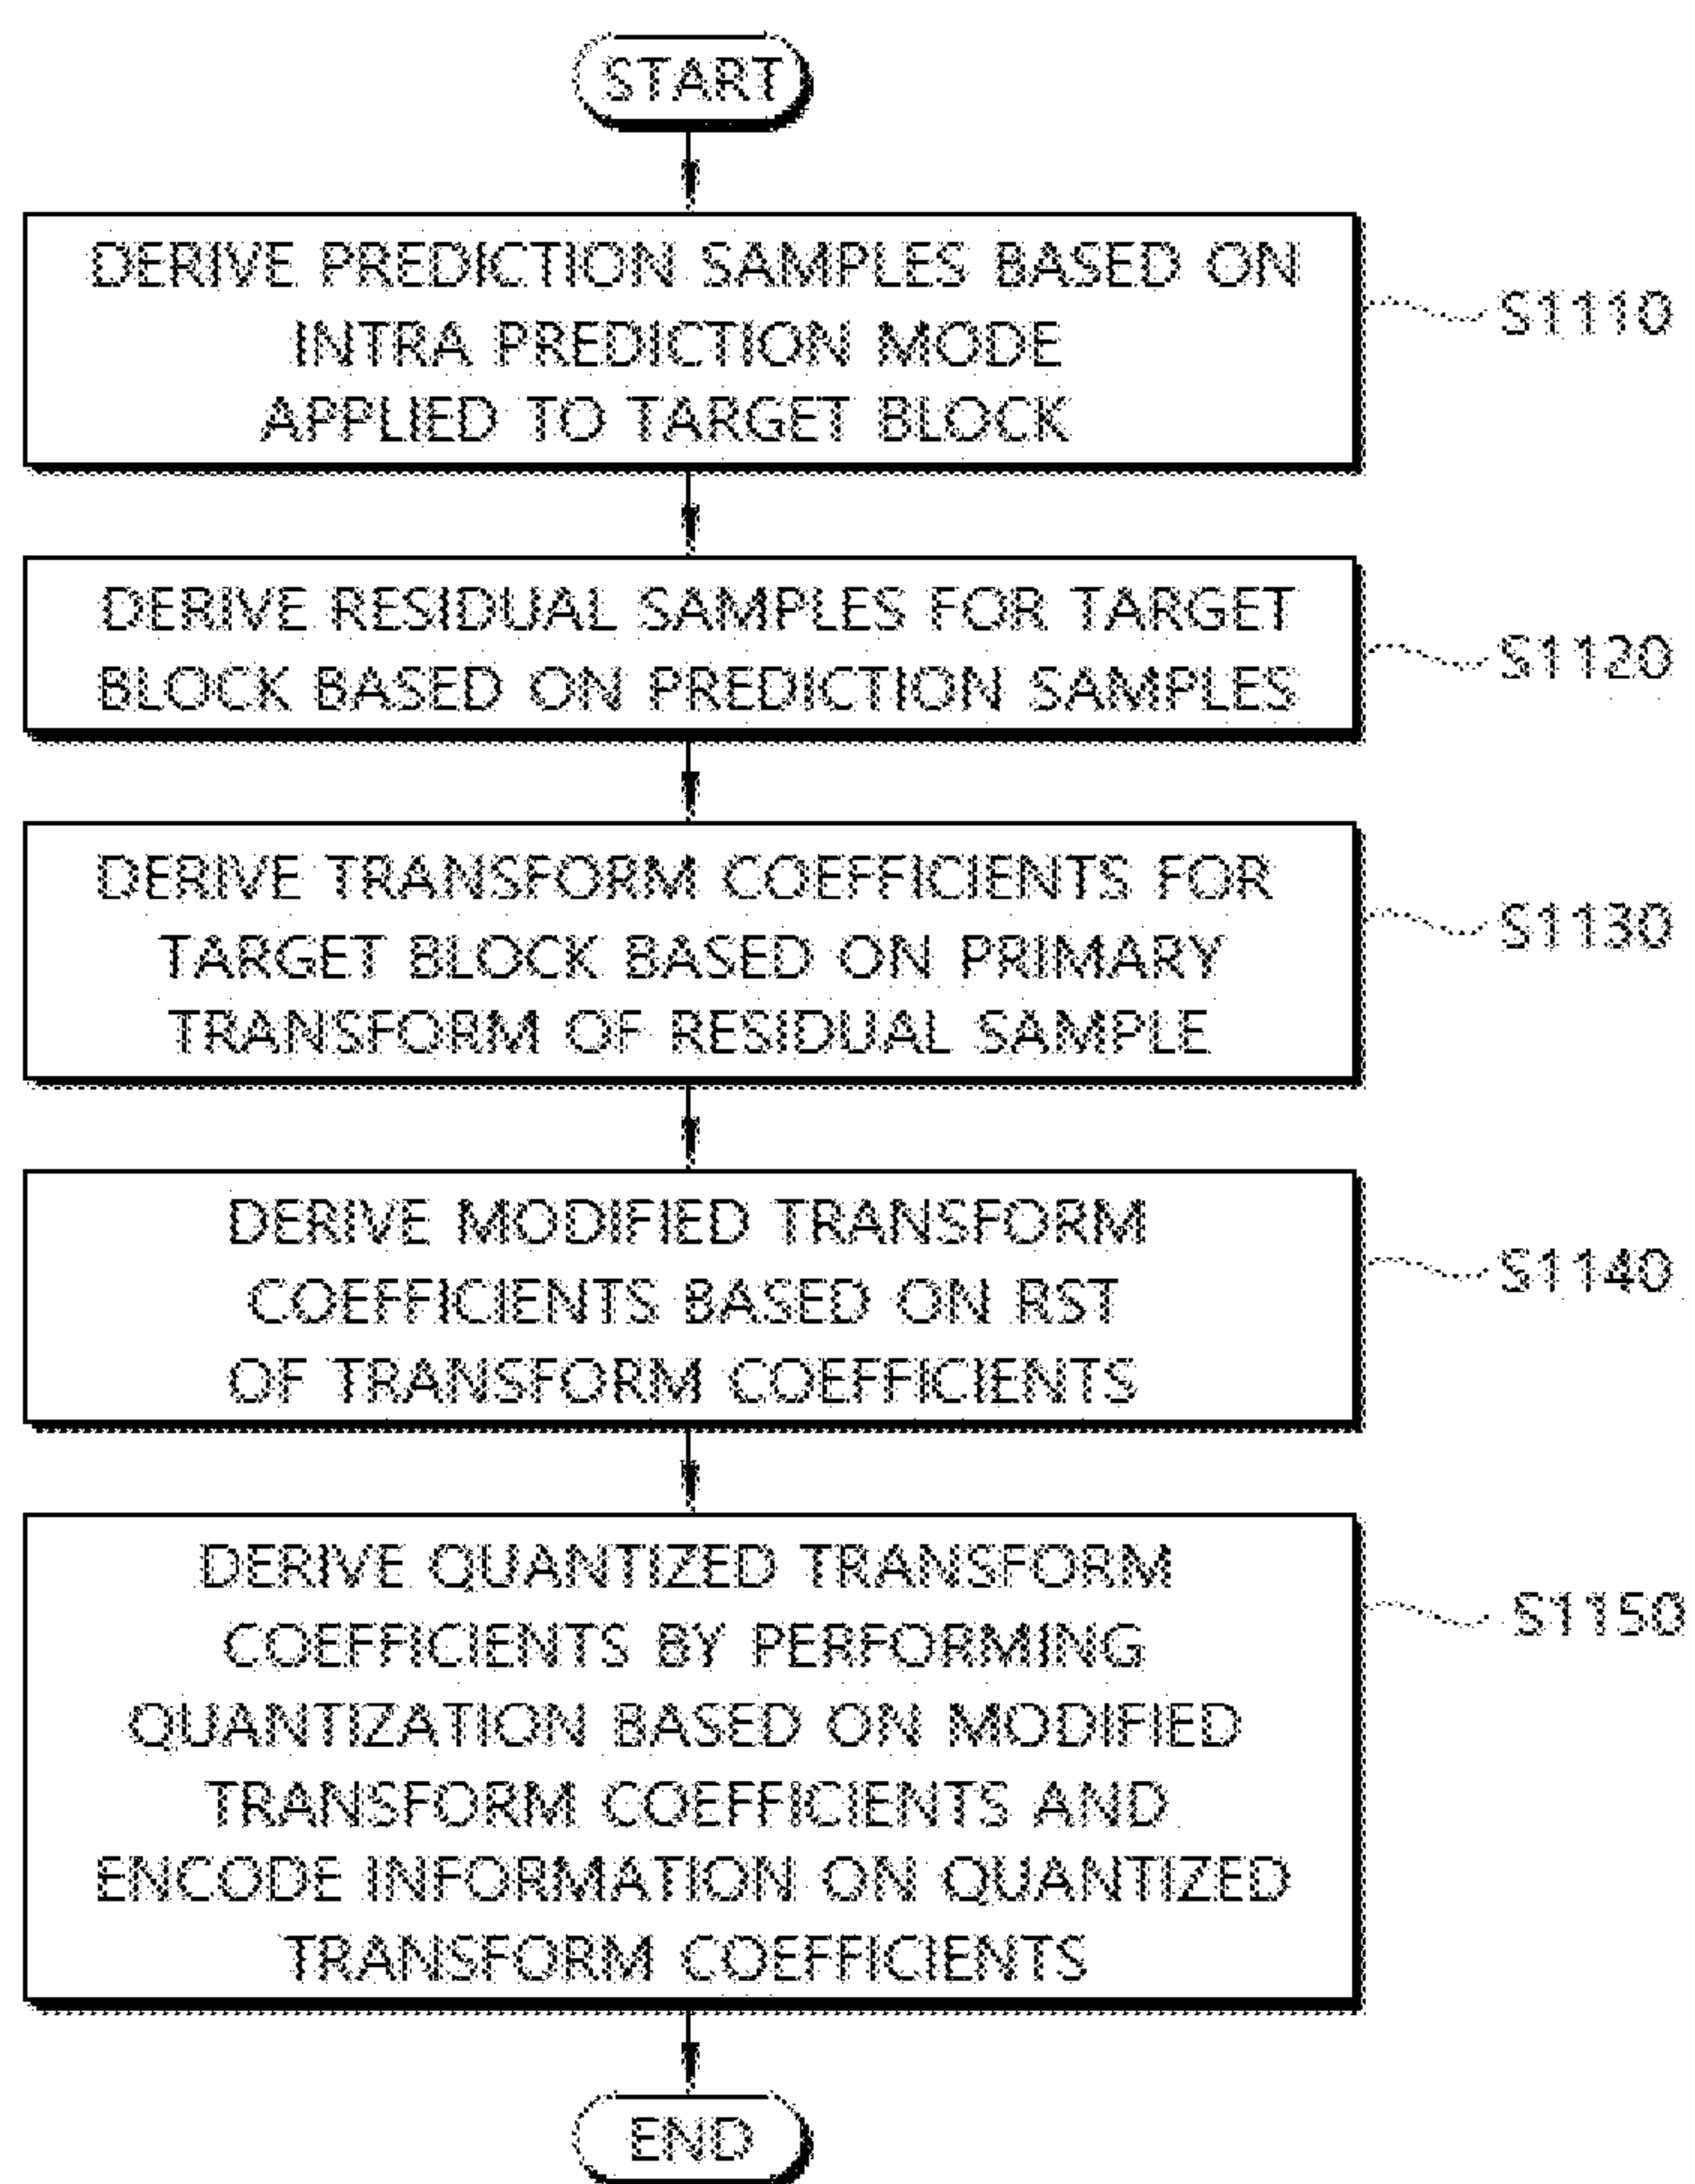 START
DERIVE PREDICTION SAMPLES BASED ON
INTRA PREDICTION MODE
APPLIED TO TARGET BLOCK
S1110
DERIVE RESIDUAL SAMPLES FOR TARGET
BLOCK BASED ON PREDICTION SAMPLES
S1120
DERIVE TRANSFORM COEFFICIENTS FOR
TARGET BLOCK BASED ON PRIMARY
TRANSFORM OF RESIDUAL SAMPLE
S1130
DERIVE MODIFIED TRANSFORM
COEFFICIENTS BASED ON RST
OF TRANSFORM COEFFICIENTS
S1140
DERIVE QUANTIZED TRANSFORM
COEFFICIENTS BY PERFORMING
QUANTIZATION BASED ON MODIFIED
TRANSFORM COEFFICIENTS AND
ENCODE INFORMATION ON QUANTIZED
TRANSFORM COEFFICIENTS
S1150
END